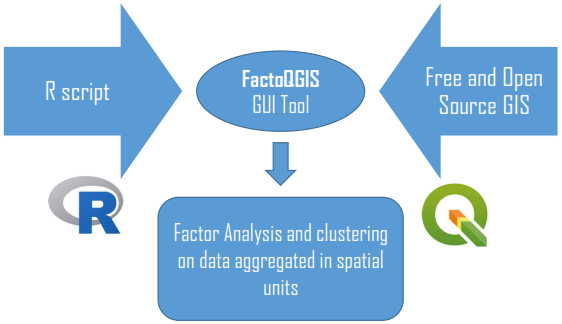 R script
FactoQGIS
GUI Tool
Free and Open
Source GIS
R
Factor Analysis and clustering
on data aggregated in spatial
units